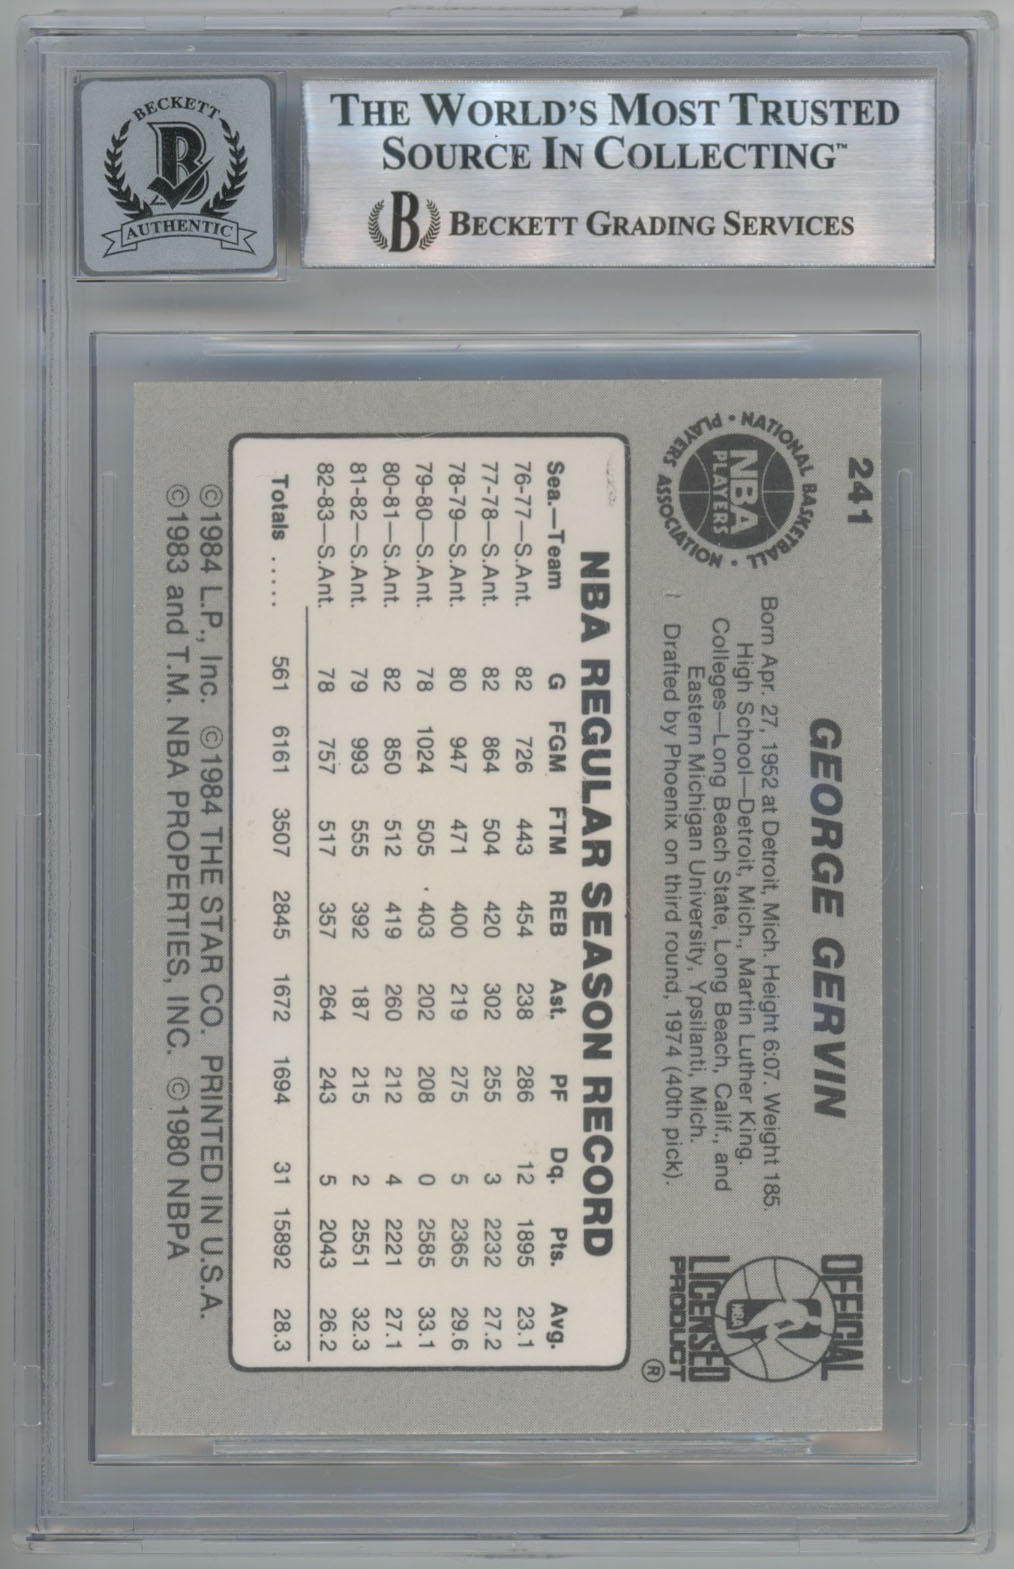 BECKETT
B
AUTHENTIC
THE WORLD'S MOST TRUSTED
SOURCE IN COLLECTING™
B BECKETT GRADING SERVICES
241
NATIONAL BASKETBALL PLAYERS ASSOCIATION
NBA
PLAYERS
GEORGE GERVIN
Born Apr. 27, 1952 at Detroit, Mich. Height 6:07. Weight 185.
High School—Detroit, Mich., Martin Luther King.
Colleges—Long Beach State, Long Beach, Calif., and
Eastern Michigan University, Ypsilanti, Mich.
Drafted by Phoenix on third round, 1974 (40th pick).
OFFICIAL
NBA
LICENSED
PRODUCT
®
NBA REGULAR SEASON RECORD
Sea.—Team G FGM FTM REB Ast. PF Dq. Pts. Avg.
76-77—S.Ant. 82 726 443 454 238 286 12 1895 23.1
77-78—S.Ant. 82 864 504 420 302 255 3 2232 27.2
78-79—S.Ant. 80 947 471 400 219 275 5 2365 29.6
79-80—S.Ant. 78 1024 505 403 202 208 0 2585 33.1
80-81—S.Ant. 82 850 512 419 260 212 4 2221 27.1
81-82—S.Ant. 79 993 555 392 187 215 2 2551 32.3
82-83—S.Ant. 78 757 517 357 264 243 5 2043 26.2
Totals ..... 561 6161 3507 2845 1672 1694 31 15892 28.3
©1984 L.P., Inc. ©1984 THE STAR CO. PRINTED IN U.S.A.
©1983 and T.M. NBA PROPERTIES, INC. ©1980 NBPA